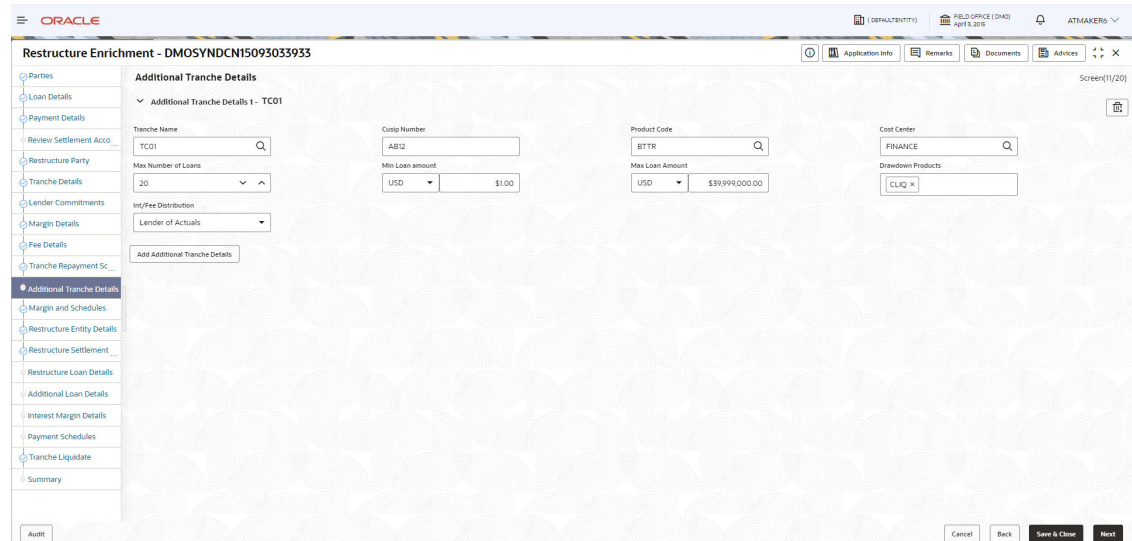 ORACLE
(DEFAULTENTITY)
FIELD OFFICE (DMO)
April 3, 2015
ATMAKER6
Restructure Enrichment - DMOSYNDCN15093033933
Application Info
Remarks
Documents
Advices
Parties
Loan Details
Payment Details
Review Settlement Acco...
Restructure Party
Tranche Details
Lender Commitments
Margin Details
Fee Details
Tranche Repayment Sc...
Additional Tranche Details
Margin and Schedules
Restructure Entity Details
Restructure Settlement ...
Restructure Loan Details
Additional Loan Details
Interest Margin Details
Payment Schedules
Tranche Liquidate
Summary
Additional Tranche Details
Screen(11/20)
Additional Tranche Details 1 - TC01
Tranche Name
Cusip Number
Product Code
Cost Center
TC01
AB12
BTTR
FINANCE
Max Number of Loans
Min Loan amount
Max Loan Amount
Drawdown Products
20
USD
$1.00
USD
$39,999,000.00
CLIQ ×
Int/Fee Distribution
Lender of Actuals
Add Additional Tranche Details
Audit
Cancel
Back
Save & Close
Next